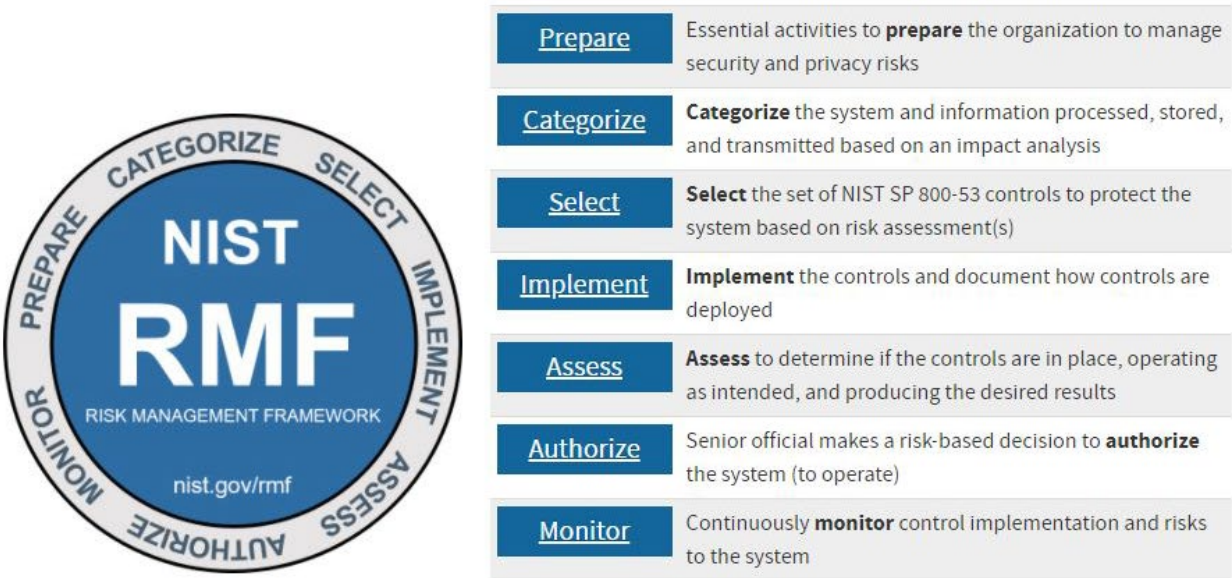 PREPARE CATEGORIZE SELECT IMPLEMENT ASSESS AUTHORIZE MONITOR
NIST
RMF
RISK MANAGEMENT FRAMEWORK
nist.gov/rmf
Prepare
Essential activities to prepare the organization to manage
security and privacy risks
Categorize
Categorize the system and information processed, stored,
and transmitted based on an impact analysis
Select
Select the set of NIST SP 800-53 controls to protect the
system based on risk assessment(s)
Implement
Implement the controls and document how controls are
deployed
Assess
Assess to determine if the controls are in place, operating
as intended, and producing the desired results
Authorize
Senior official makes a risk-based decision to authorize
the system (to operate)
Monitor
Continuously monitor control implementation and risks
to the system